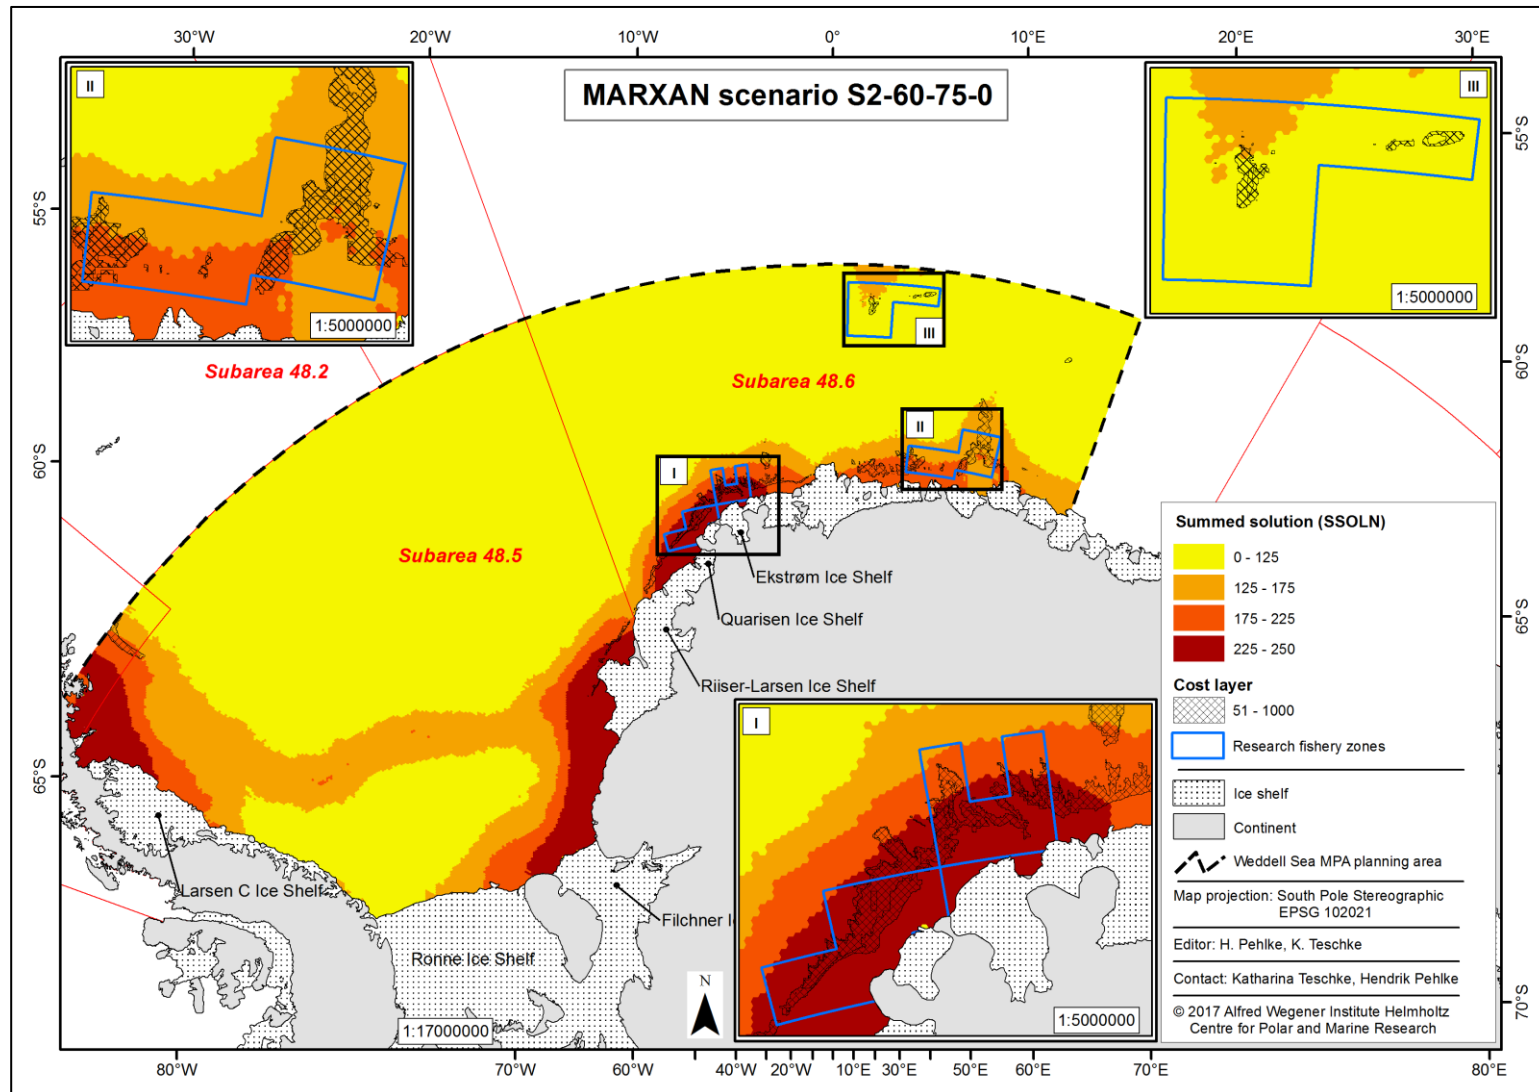 30°W 20°W 10°W 0° 10°E 20°E 30°E
II
1:5000000
MARXAN scenario S2-60-75-0
III
1:5000000
55°S
60°S
65°S
55°S
60°S
65°S
70°S
Subarea 48.2
Subarea 48.6
Subarea 48.5
III
II
I
Ekstrøm Ice Shelf
Quarisen Ice Shelf
Riiser-Larsen Ice Shelf
Larsen C Ice Shelf
Filchner
Ronne Ice Shelf
N
1:17000000
I
1:5000000
Summed solution (SSOLN)
0 - 125
125 - 175
175 - 225
225 - 250
Cost layer
51 - 1000
Research fishery zones
Ice shelf
Continent
Weddell Sea MPA planning area
Map projection: South Pole Stereographic
EPSG 102021
Editor: H. Pehlke, K. Teschke
Contact: Katharina Teschke, Hendrik Pehlke
© 2017 Alfred Wegener Institute Helmholtz
Centre for Polar and Marine Research
80°W 70°W 60°W 40°W 20°W 10°E 30°E 50°E 60°E 70°E 80°E